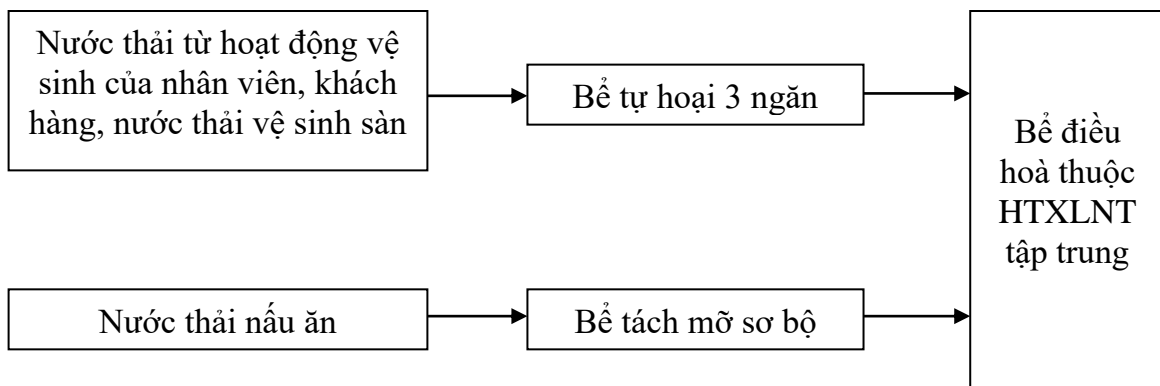 Nước thải từ hoạt động vệ
sinh của nhân viên, khách
hàng, nước thải vệ sinh sàn
Bể tự hoại 3 ngăn
Bể điều
hoà thuộc
HTXLNT
tập trung
Nước thải nấu ăn
Bể tách mỡ sơ bộ